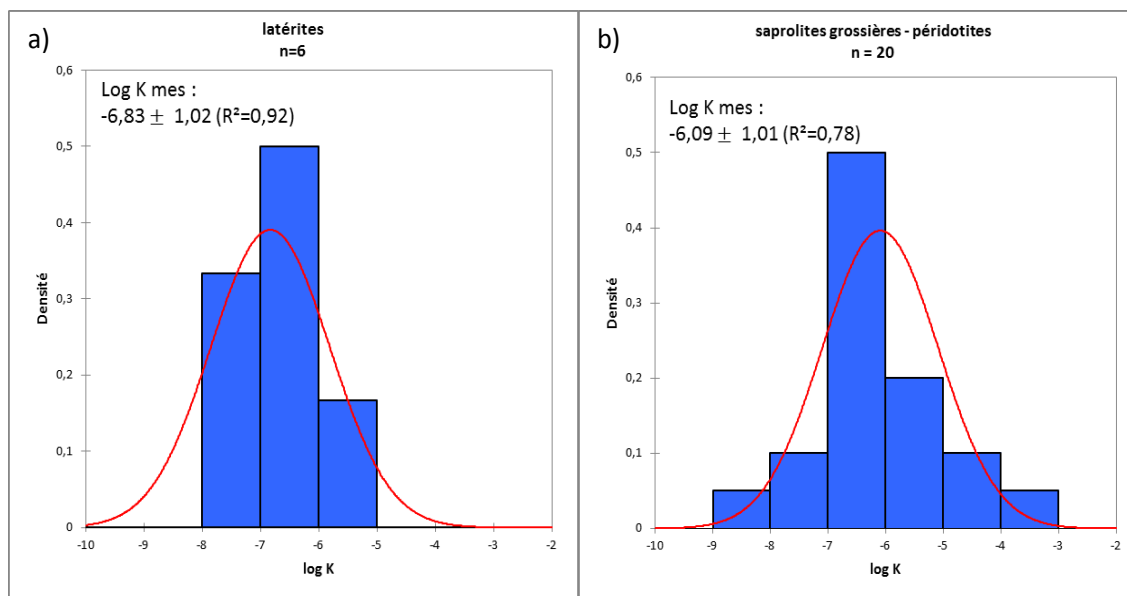 a)
latérites
n=6
Log K mes :
-6,83 ± 1,02 (R²=0,92)
0,6
0,5
0,4
0,3
0,2
0,1
0
Densité
-10 -9 -8 -7 -6 -5 -4 -3 -2
log K
b)
saprolites grossières - péridotites
n = 20
Log K mes :
-6,09 ± 1,01 (R²=0,78)
0,6
0,5
0,4
0,3
0,2
0,1
0
Densité
-10 -9 -8 -7 -6 -5 -4 -3 -2
log K